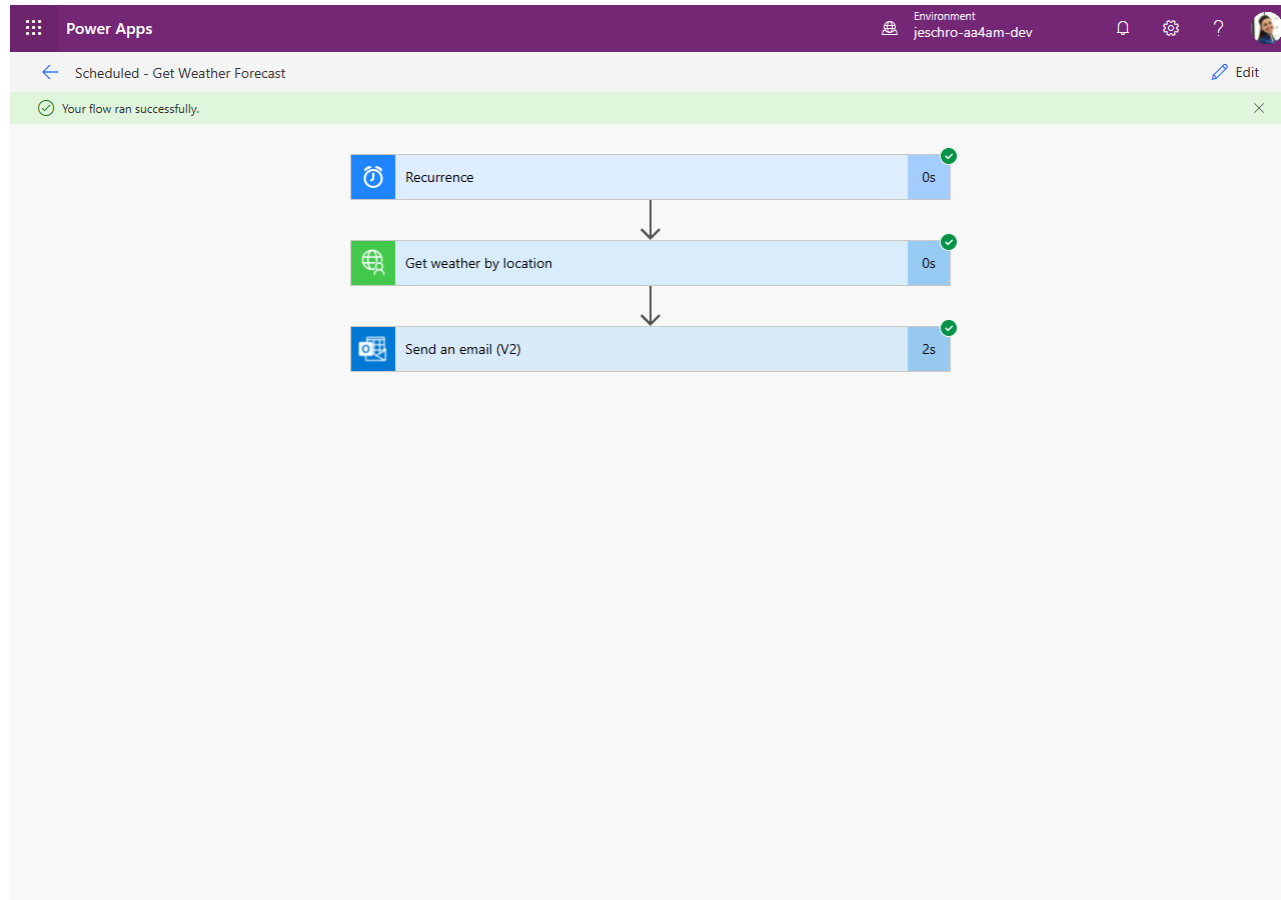 Power Apps
Environment
jeschro-aa4am-dev
?
Scheduled - Get Weather Forecast
Edit
Your flow ran successfully.
Recurrence
0s
Get weather by location
0s
Send an email (V2)
2s